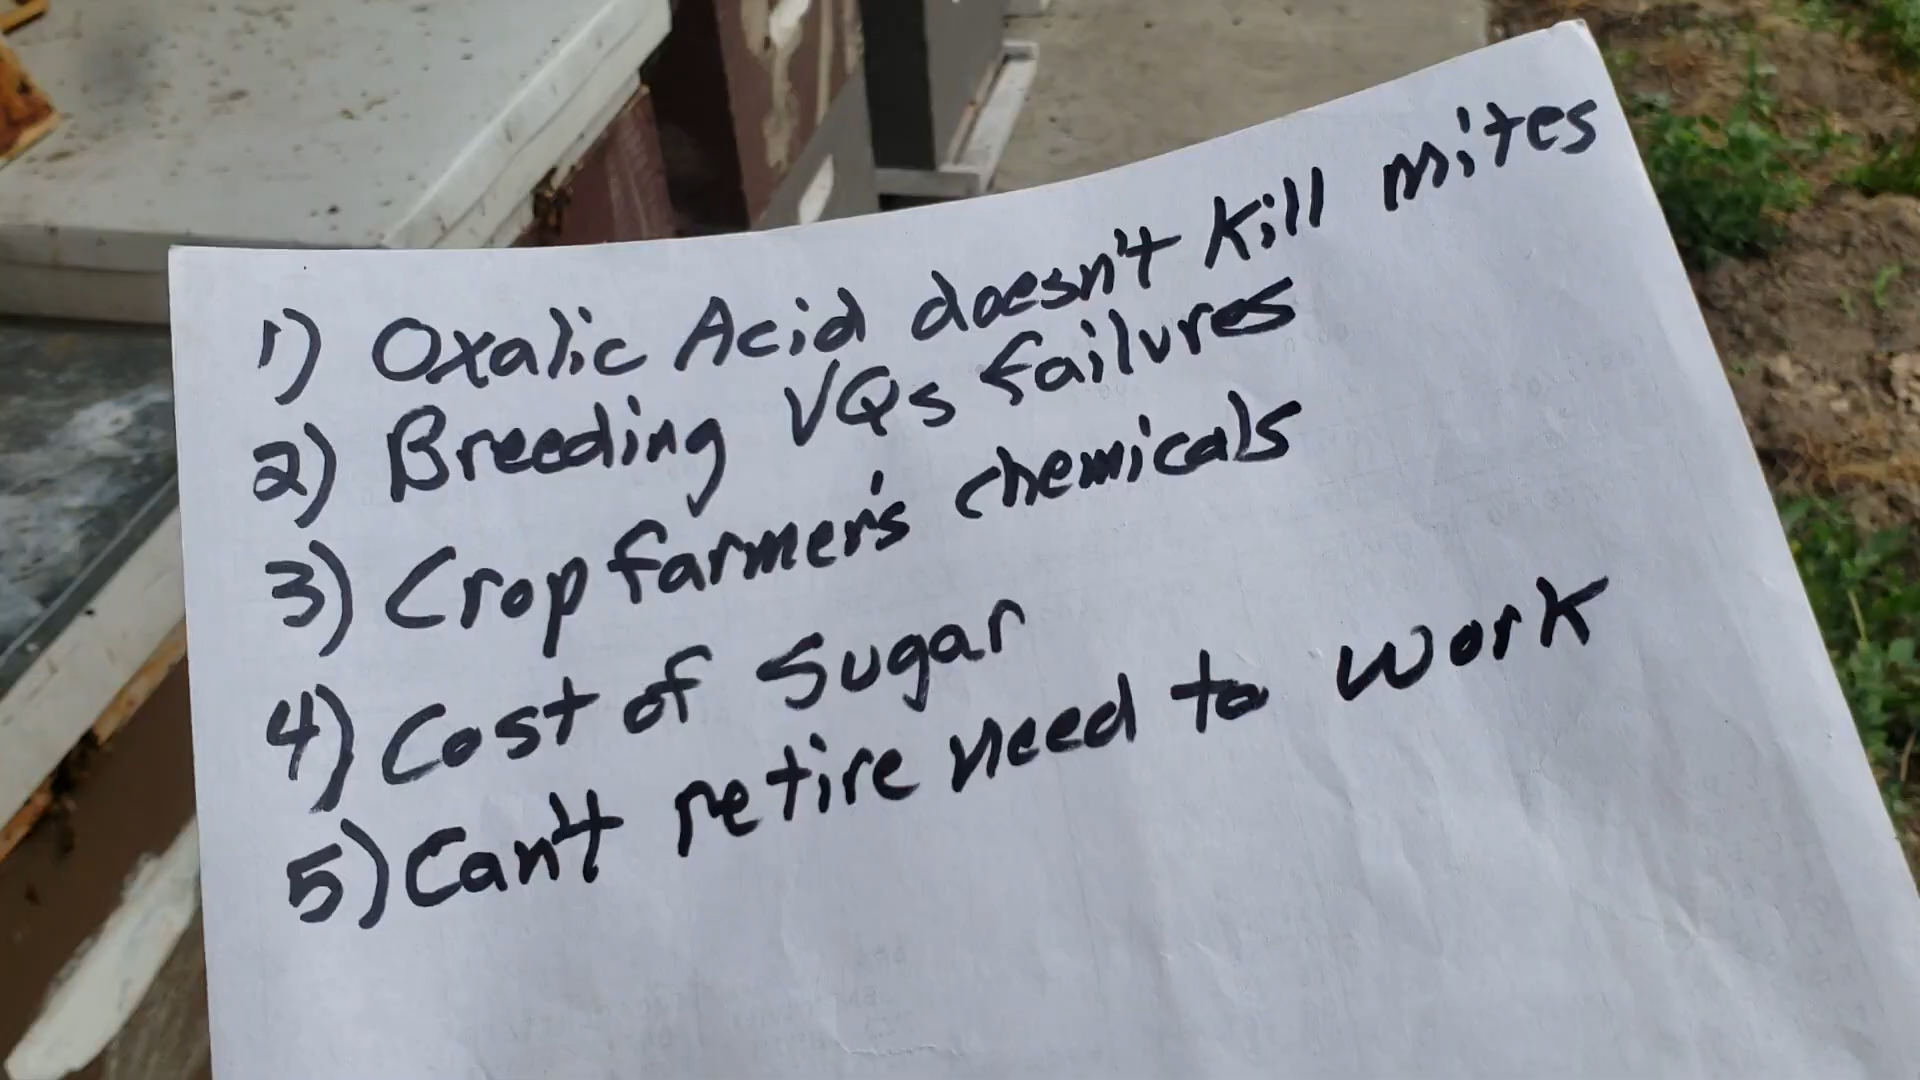 1) Oxalic Acid doesn't kill mites
2) Breeding VQs failures
3) Crop farmer's chemicals
4) Cost of Sugar
5) Can't retire need to work